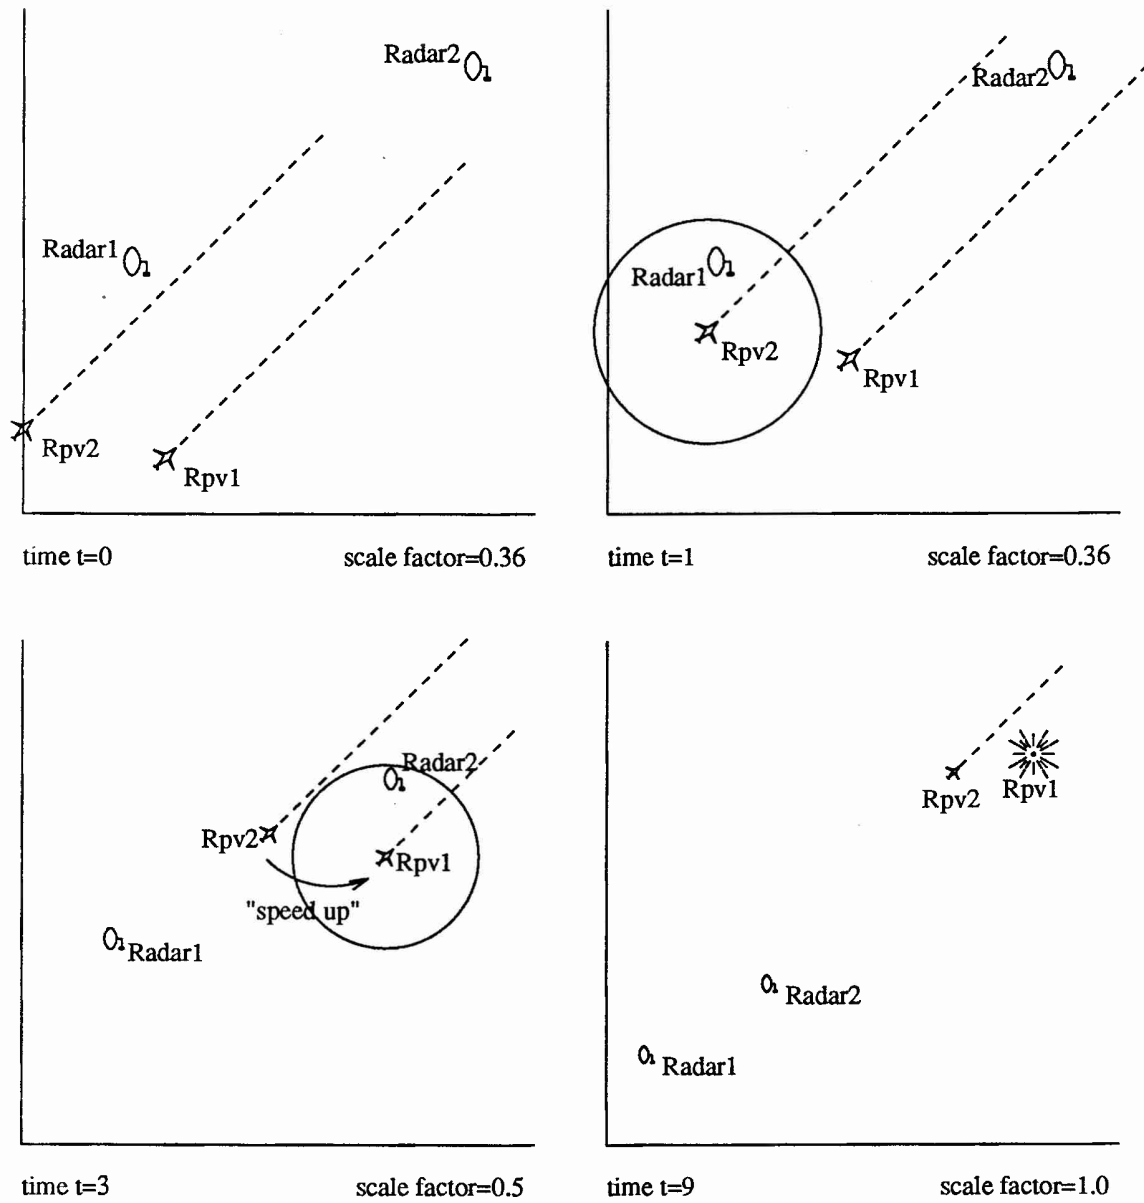 Radar2
Radar1
Rpv2
Rpv1
time t=0
scale factor=0.36
Radar2
Radar1
Rpv2
Rpv1
time t=1
scale factor=0.36
Radar2
Rpv2
Rpv1
"speed up"
Radar1
time t=3
scale factor=0.5
Rpv2
Rpv1
Radar2
Radar1
time t=9
scale factor=1.0